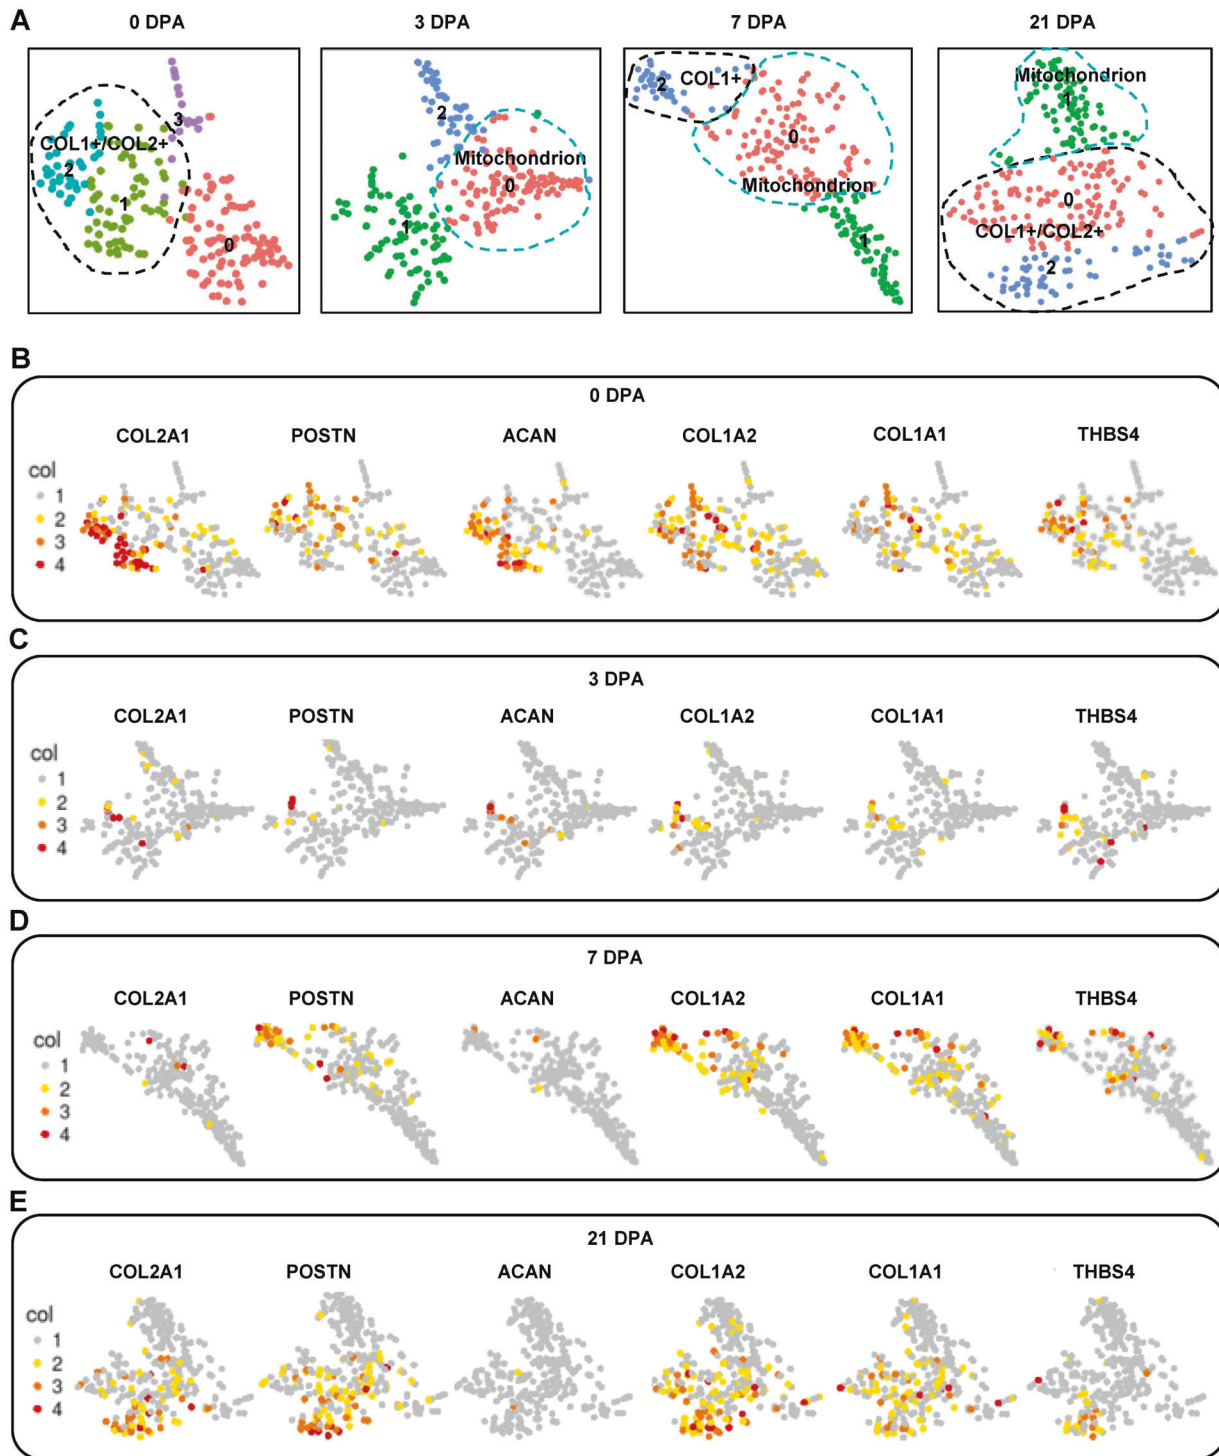 A
0 DPA
3 DPA
7 DPA
21 DPA
3
COL1+/COL2+
2
1
0
2
Mitochondrion
0
1
2
COL1+
0
Mitochondrion
1
Mitochondrion
1
0
COL1+/COL2+
2
B
0 DPA
COL2A1
POSTN
ACAN
COL1A2
COL1A1
THBS4
col
1
2
3
4
C
3 DPA
COL2A1
POSTN
ACAN
COL1A2
COL1A1
THBS4
col
1
2
3
4
D
7 DPA
COL2A1
POSTN
ACAN
COL1A2
COL1A1
THBS4
col
1
2
3
4
E
21 DPA
COL2A1
POSTN
ACAN
COL1A2
COL1A1
THBS4
col
1
2
3
4